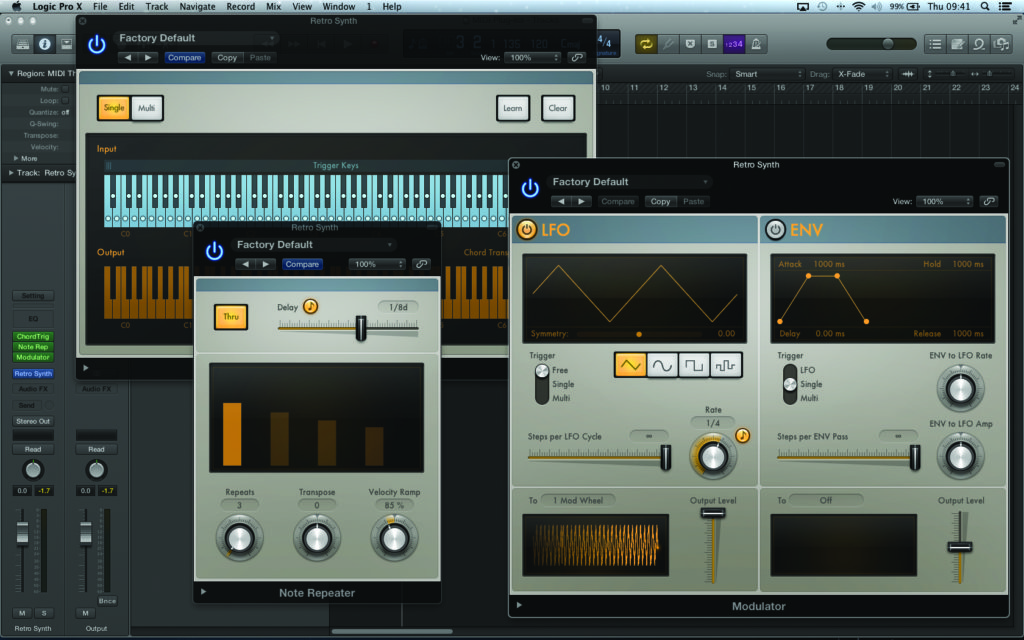 Logic Pro X File Edit Track Navigate Record Mix View Window 1 Help 99% Thu 09:41
Retro Synth
Factory Default
Compare Copy Paste View: 100%
4/4
1234
Snap: Smart Drag: X-Fade
10 11 12 13 14 15 16 17 18 19 20 21 22 23 24
Region: MIDI Th
Mute:
Loop:
Quantize: off
Q-Swing:
Transpose:
Velocity:
More
Track: Retro Sy
Single Multi Learn Clear
Input
Trigger Keys
C0
Output
Chord Trans
C0
C6
Retro Synth
Factory Default
Compare 100%
Thru
Delay 1/8d
Repeats Transpose Velocity Ramp
3 0 85 %
Note Repeater
Retro Synth
Factory Default
Compare Copy Paste View: 100%
LFO
Symmetry: 0.00
Trigger
Free
Single
Multi
Rate
1/4
Steps per LFO Cycle ∞
To 1 Mod Wheel Output Level
ENV
Attack 1000 ms Hold 1000 ms
Delay 0.00 ms Release 1000 ms
Trigger
LFO
Single
Multi
ENV to LFO Rate
ENV to LFO Amp
Steps per ENV Pass ∞
To Off Output Level
Modulator
Setting
EQ
ChordTrig
Note Rep
Modulator
Retro Synth
Audio FX Audio FX
Send
Stereo Out
Read Read
0.0 -1.7 0.0 -1.7
Bnce
M S M
Retro Synth Output